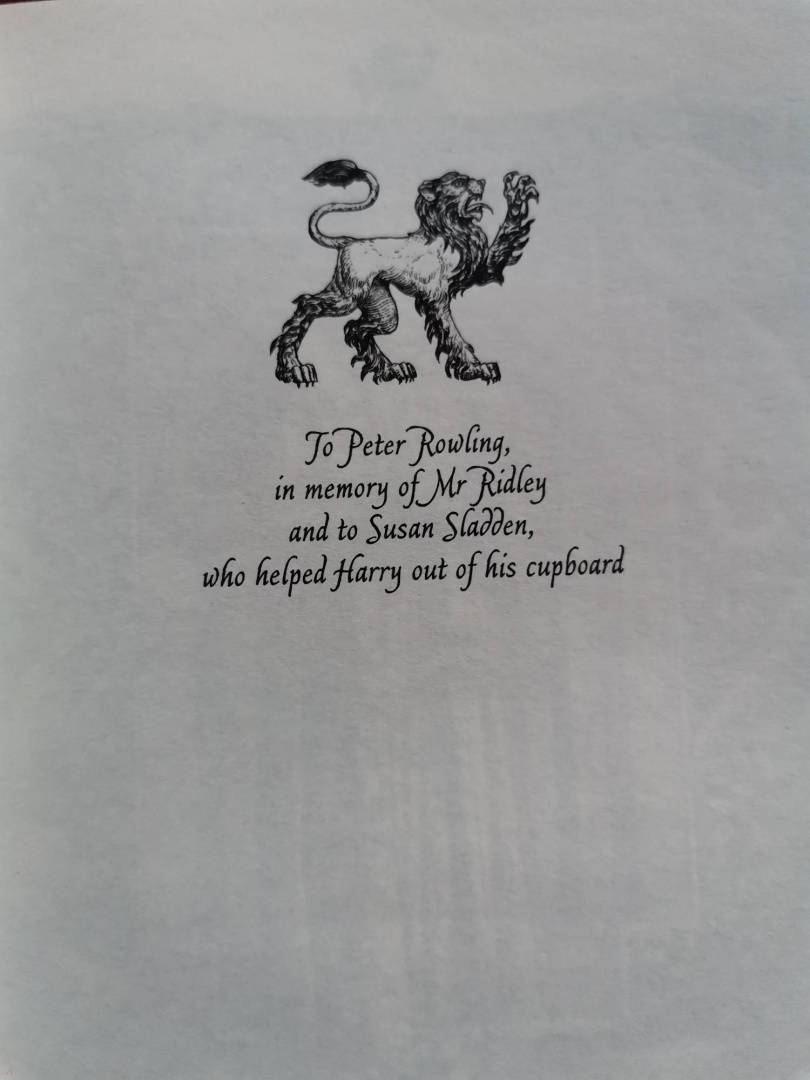 To Peter Rowling,
in memory of Mr Ridley
and to Susan Sladden,
who helped Harry out of his cupboard